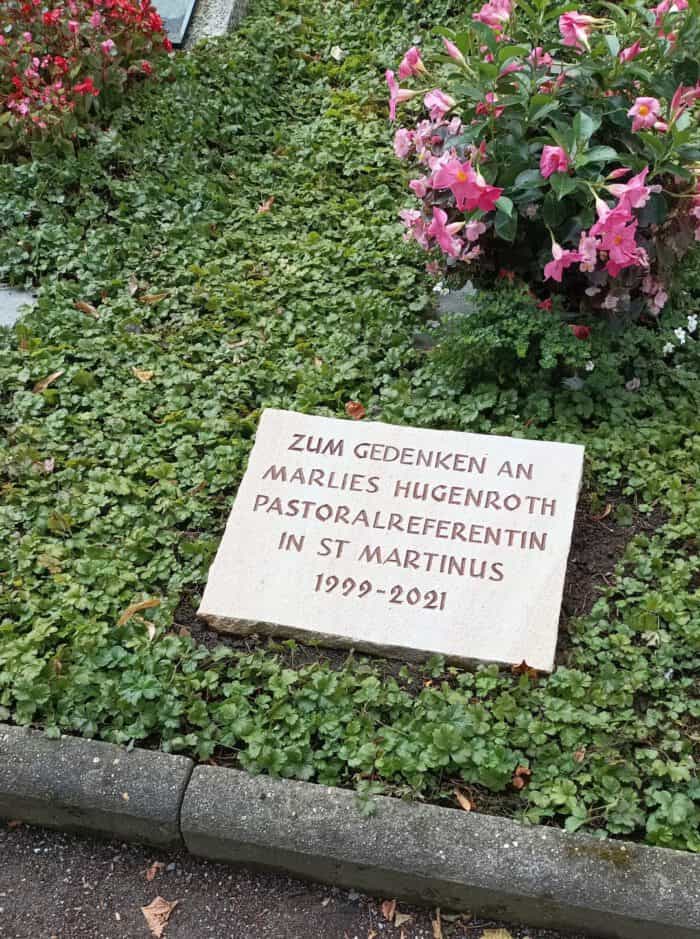 ZUM GEDENKEN AN
MARLIES HUGENROTH
PASTORALREFERENTIN
IN ST MARTINUS
1999-2021